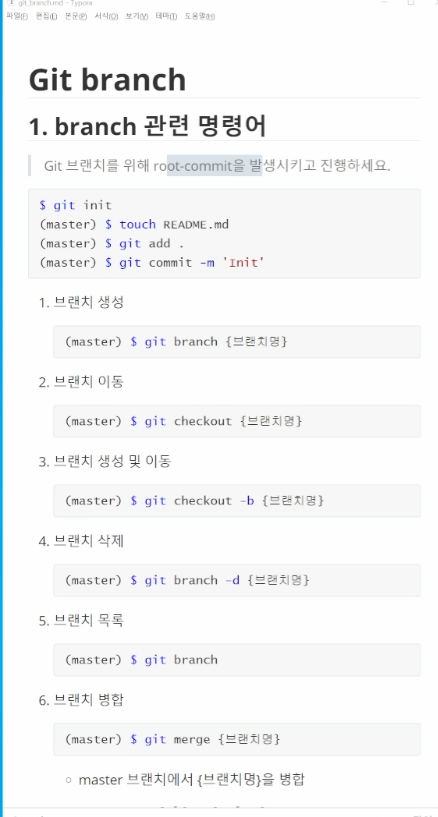 git_branch.md - Typora
파일(F) 편집(E) 문단(P) 서식(O) 보기(V) 테마(T) 도움말(H)
Git branch
1. branch 관련 명령어
Git 브랜치를 위해 root-commit을 발생시키고 진행하세요.
$ git init
(master) $ touch README.md
(master) $ git add .
(master) $ git commit -m 'Init'
1. 브랜치 생성
(master) $ git branch {브랜치명}
2. 브랜치 이동
(master) $ git checkout {브랜치명}
3. 브랜치 생성 및 이동
(master) $ git checkout -b {브랜치명}
4. 브랜치 삭제
(master) $ git branch -d {브랜치명}
5. 브랜치 목록
(master) $ git branch
6. 브랜치 병합
(master) $ git merge {브랜치명}
○ master 브랜치에서 {브랜치명}을 병합